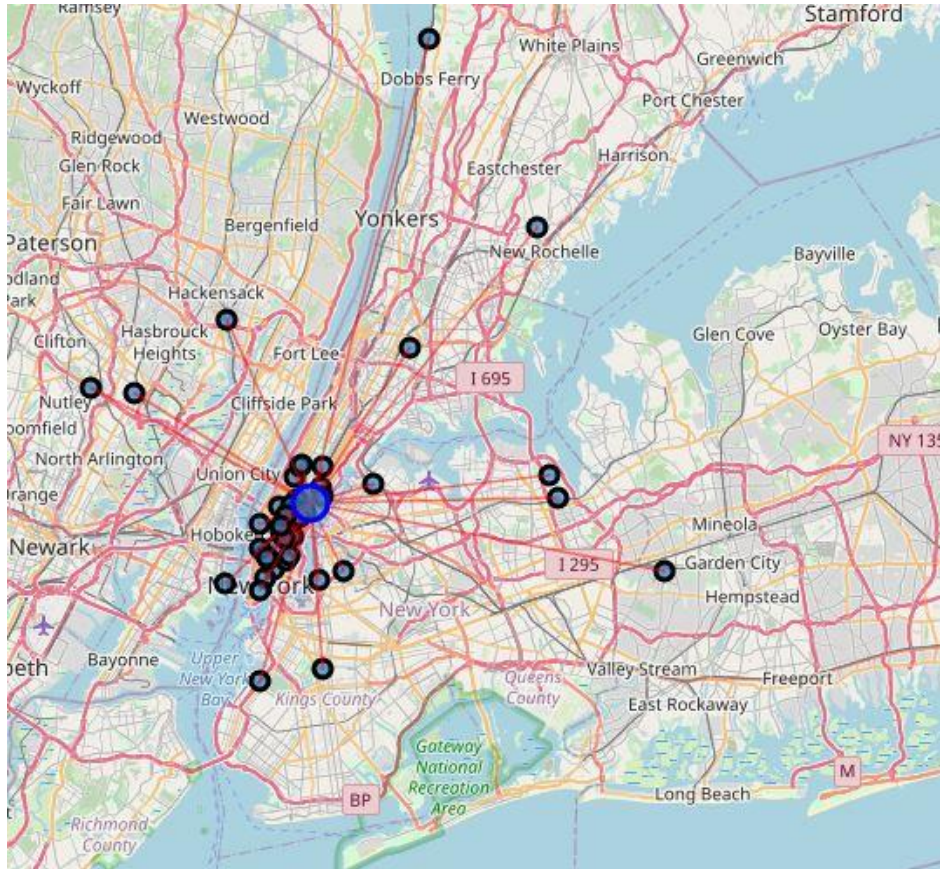 Ramsey
Stamford
White Plains
Greenwich
Dobbs Ferry
Wyckoff
Port Chester
Westwood
Ridgewood
Harrison
Glen Rock
Eastchester
Fair Lawn
Yonkers
Bergenfield
Paterson
New Rochelle
Bayville
odland
Park
Hackensack
Glen Cove
Oyster Bay
Clifton
Hasbrouck
Heights
Fort Lee
I 695
Nutley
Cliffside Park
oomfield
NY 135
North Arlington
Union City
Orange
Mineola
Hoboke
Newark
I 295
Garden City
New York
Hempstead
New York
beth
Bayonne
Upper
New York
Bay
Valley Stream
Freeport
Queens
County
Kings County
East Rockaway
Gateway
National
Recreation
Area
M
Long Beach
BP
Richmond
County